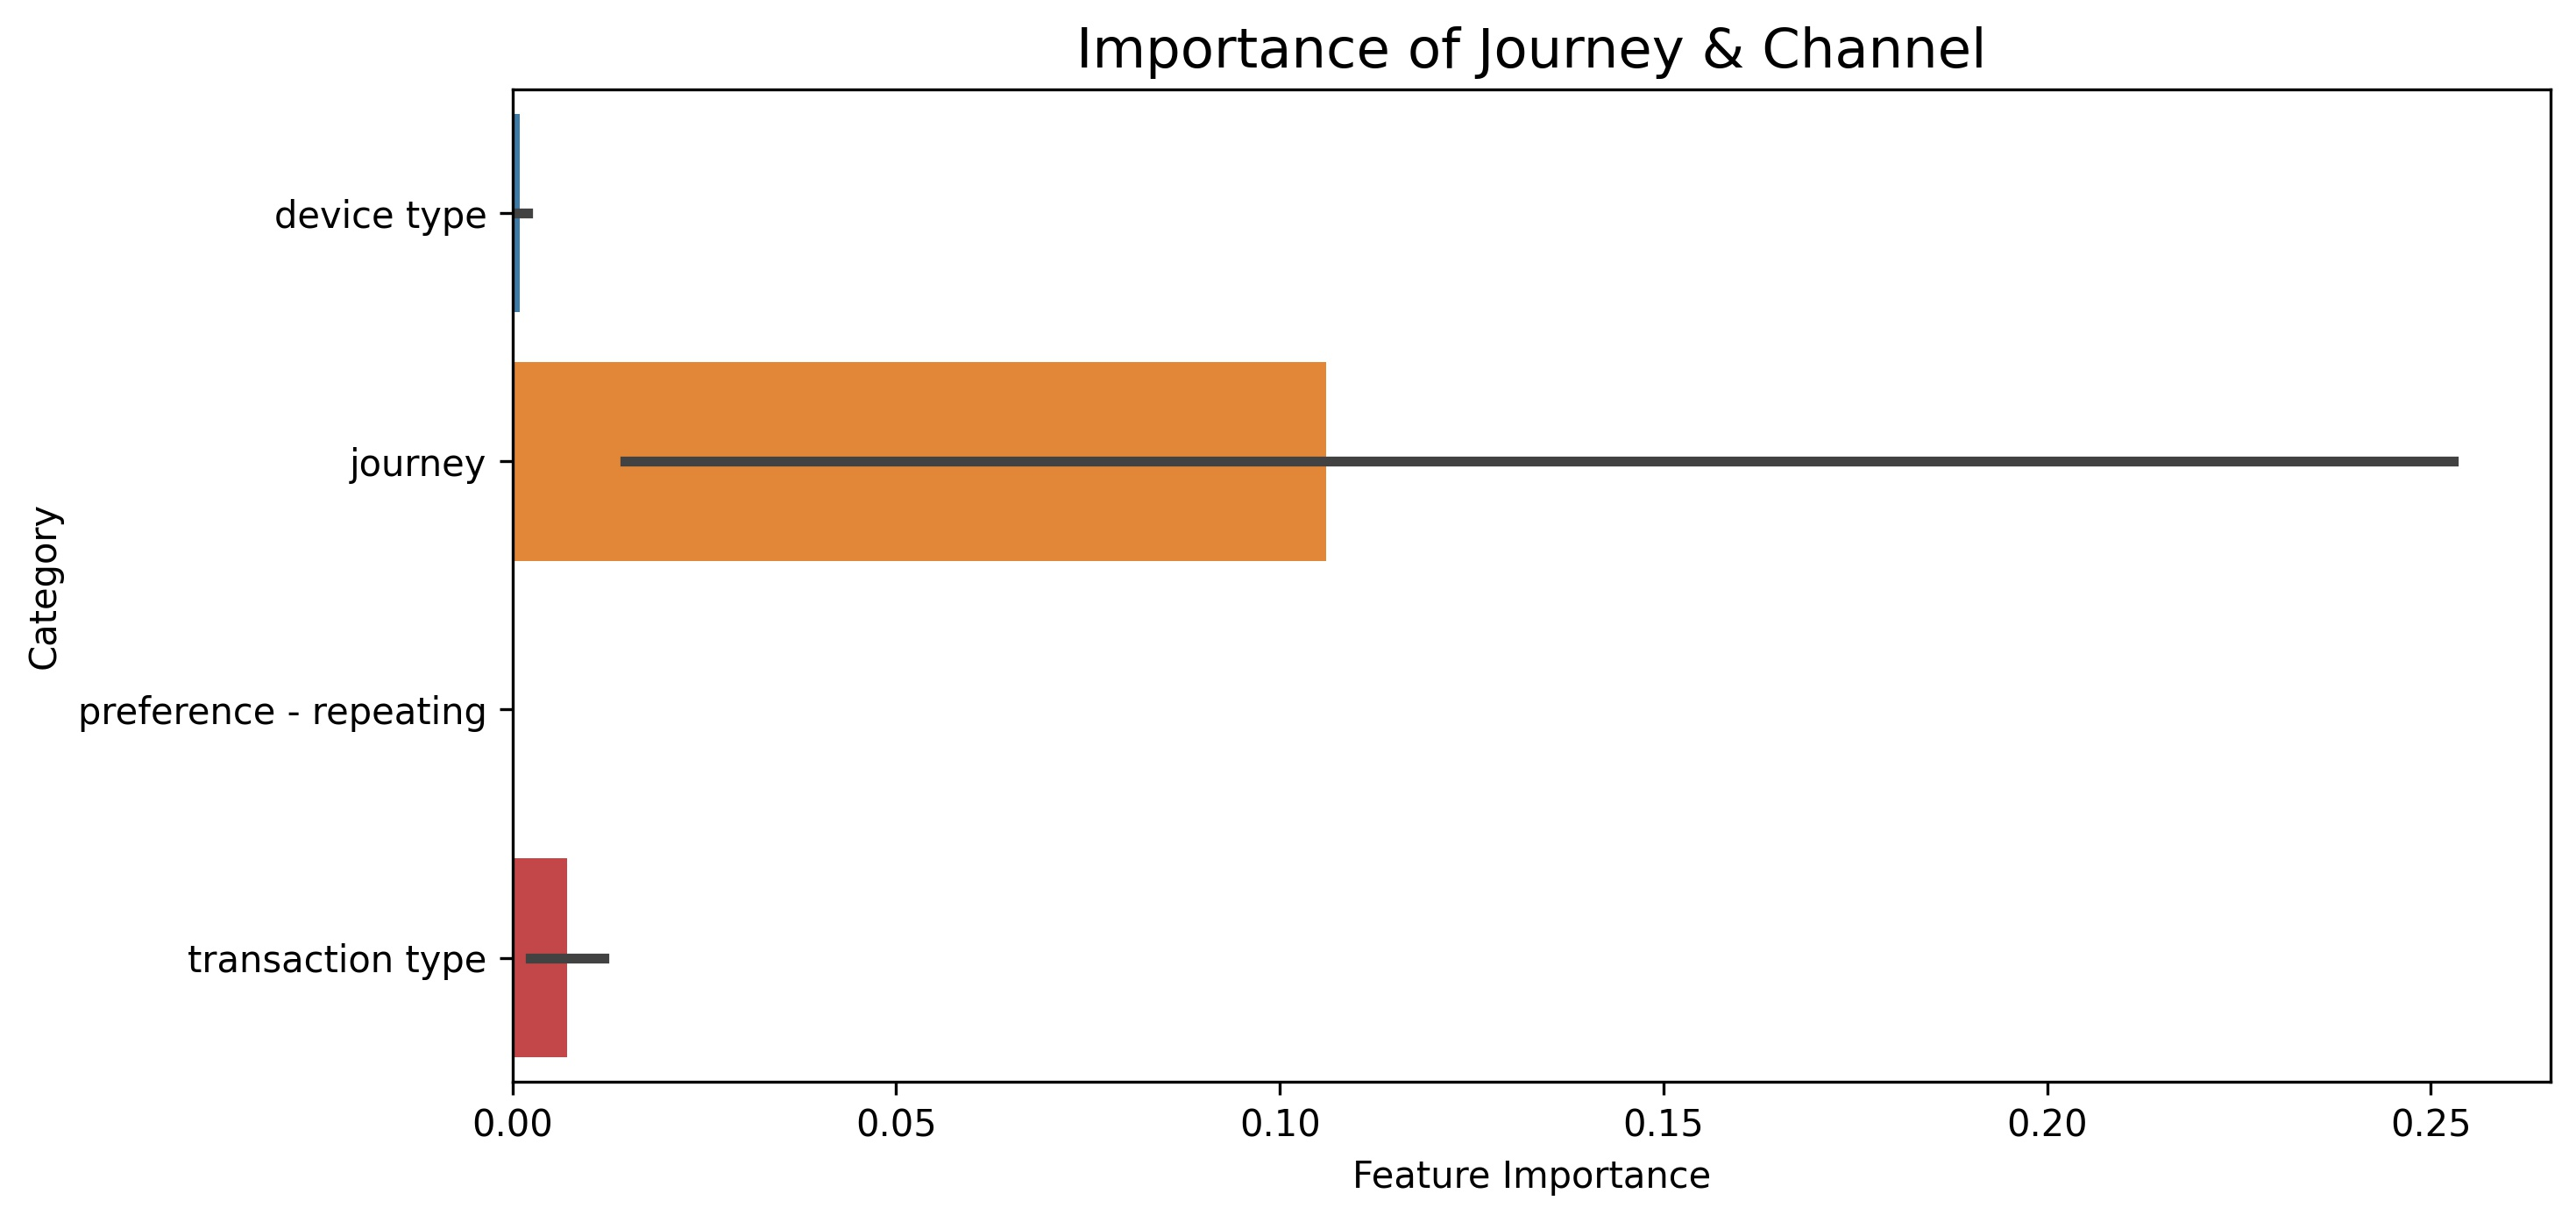 Importance of Journey & Channel
device type
journey
preference - repeating
transaction type
Category
0.00 0.05 0.10 0.15 0.20 0.25
Feature Importance